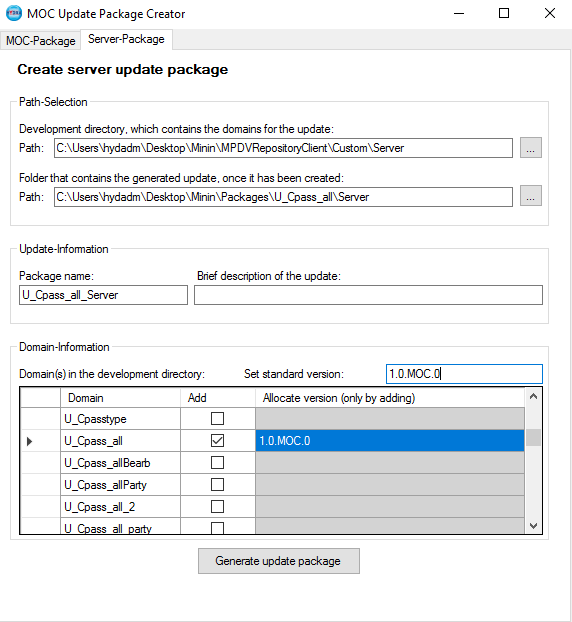 MOC Update Package Creator
MOC-Package Server-Package
Create server update package
Path-Selection
Development directory, which contains the domains for the update:
Path: C:\Users\hydadm\Desktop\Minin\MPDVRepositoryClient\Custom\Server ...
Folder that contains the generated update, once it has been created:
Path: C:\Users\hydadm\Desktop\Minin\Packages\U_Cpass_all\Server ...
Update-Information
Package name: Brief description of the update:
U_Cpass_all_Server
Domain-Information
Domain(s) in the development directory: Set standard version: 1.0.MOC.0
Domain Add Allocate version (only by adding)
U_Cpasstype
U_Cpass_all 1.0.MOC.0
U_Cpass_allBearb
U_Cpass_allParty
U_Cpass_all_2
U_Cpass_all_party
Generate update package